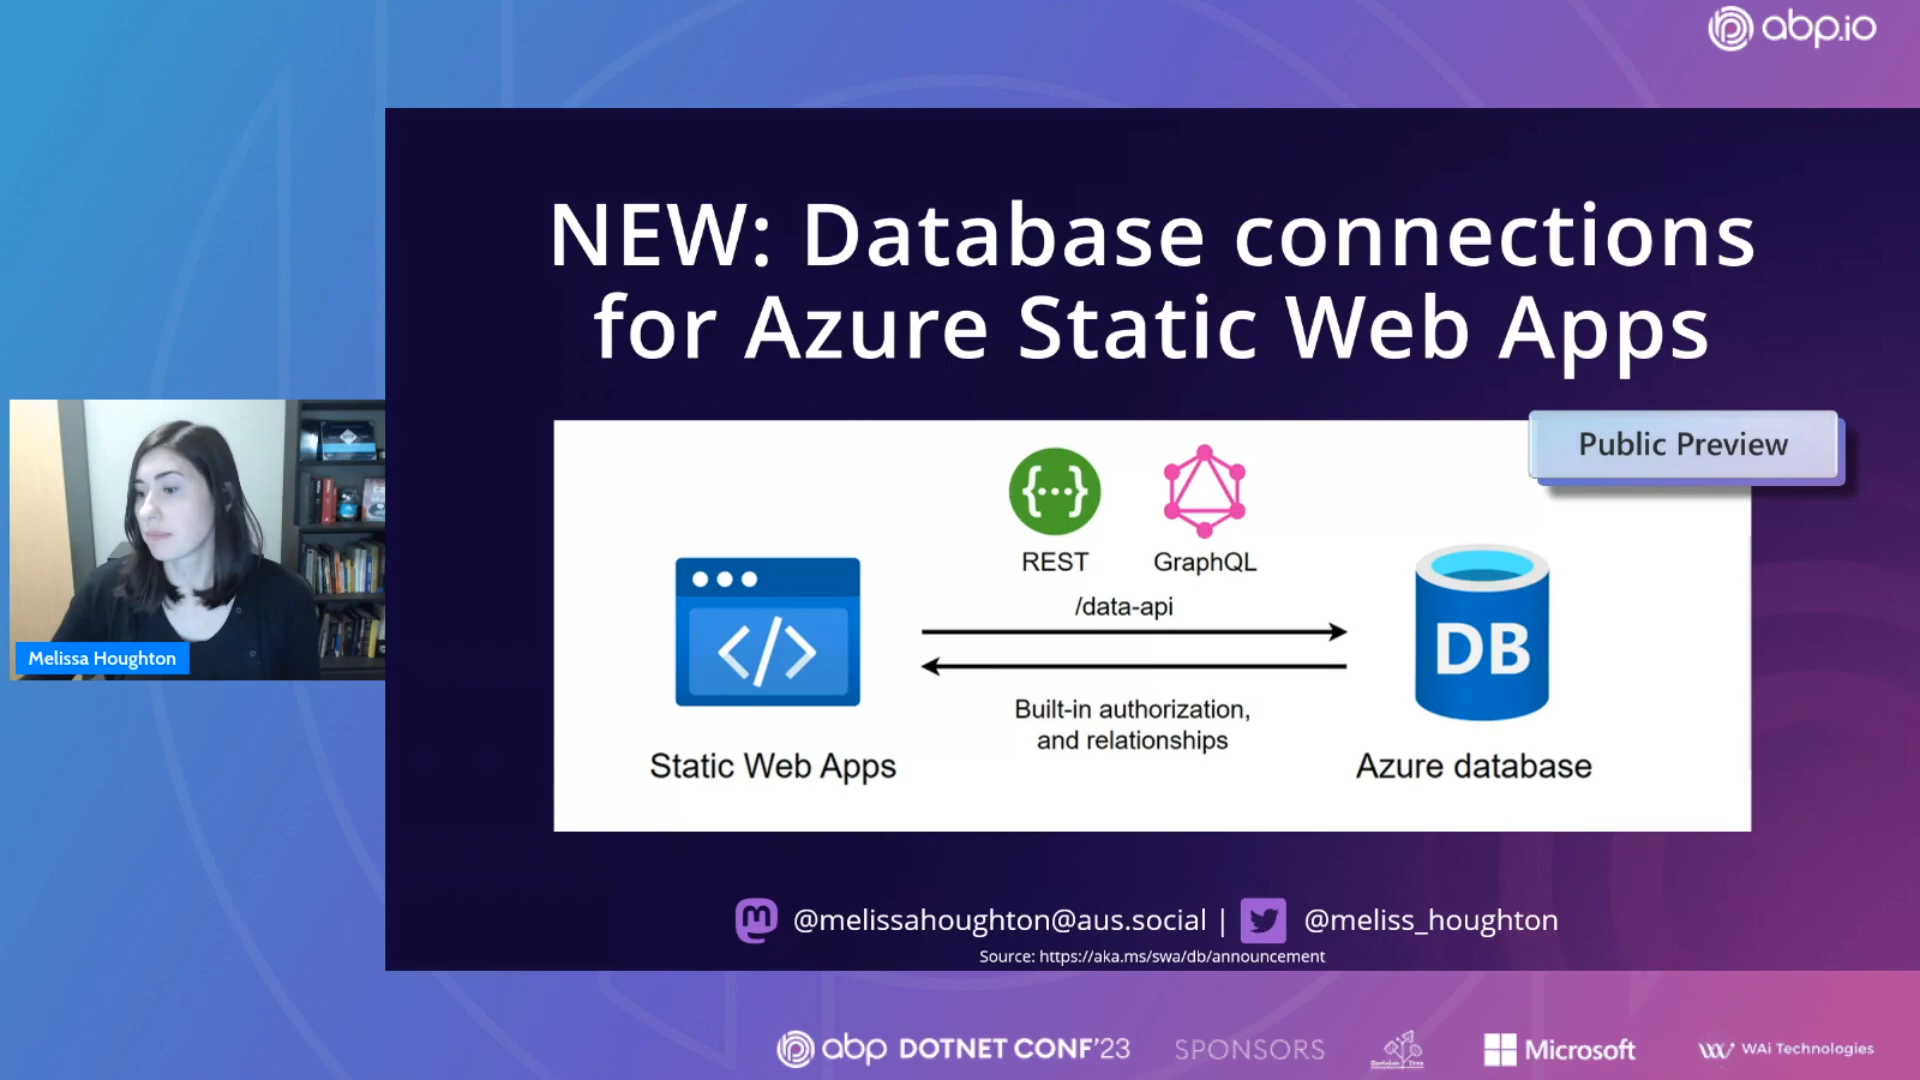 abp.io
NEW: Database connections
for Azure Static Web Apps
Public Preview
{···}
REST
GraphQL
/data-api
</>
DB
Built-in authorization,
and relationships
Static Web Apps
Azure database
Melissa Houghton
@melissahoughton@aus.social | @meliss_houghton
Source: https://aka.ms/swa/db/announcement
abp DOTNET CONF'23 SPONSORS Microsoft WAi Technologies